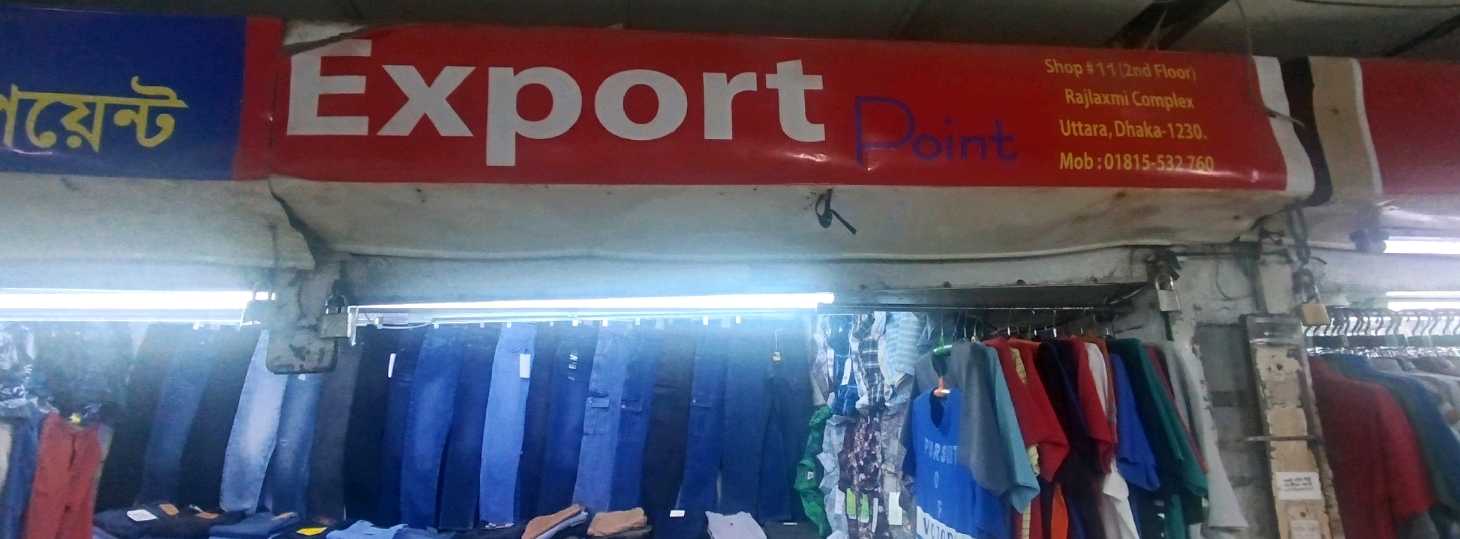 য়েন্ট
Export Point
Shop # 11 (2nd Floor)
Rajlaxmi Complex
Uttara, Dhaka-1230.
Mob : 01815-532 760